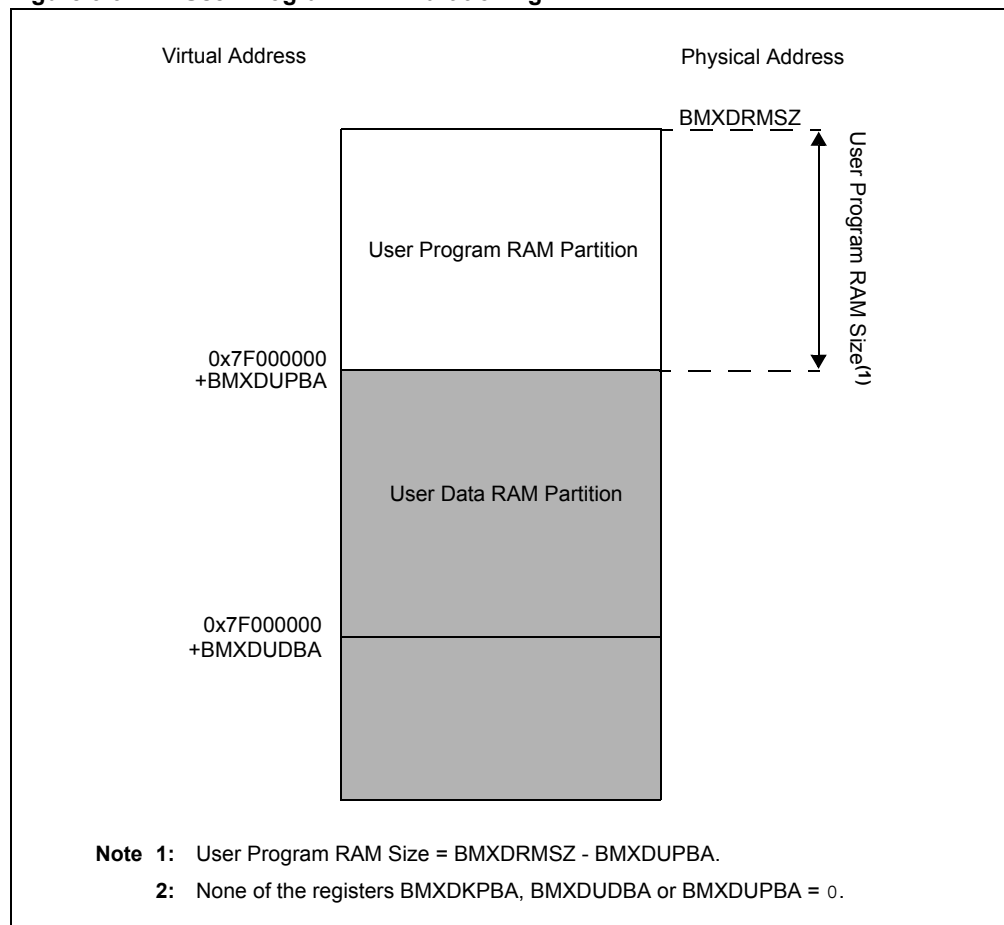 Virtual Address
Physical Address
BMXDRMSZ
User Program RAM Size(1)
User Program RAM Partition
0x7F000000
+BMXDUPBA
User Data RAM Partition
0x7F000000
+BMXDUDBA
Note 1: User Program RAM Size = BMXDRMSZ - BMXDUPBA.
2: None of the registers BMXDKPBA, BMXDUDBA or BMXDUPBA = 0.